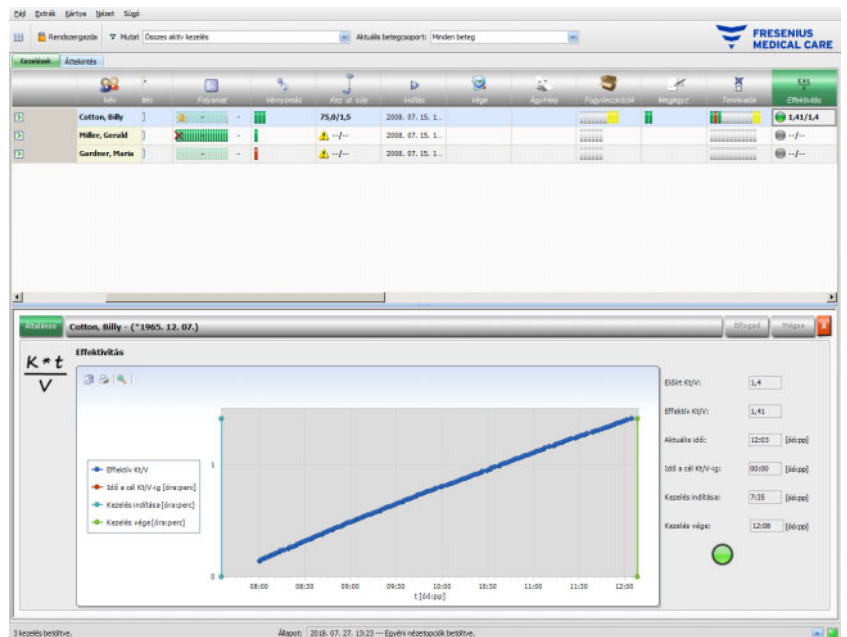 Fájl Extrák Kártya Nézet Súgó
Rendszergazda Mutat Összes aktív kezelés Aktuális betegcsoport: Minden beteg
FRESENIUS
MEDICAL CARE
Kezelések Áttekintés
Név Folyamat Vérnyomás Kez. ut. súly Indítás Vége Ágy/Hely Fogyóeszközök Megjegyz. Tennivalók Effektivitás
Cotton, Billy - - 75,0/1,5 2008. 07. 15. 1... 1,41/1,4
Miller, Gerald - --/-- 2008. 07. 15. 1... --/--
Gardner, Maria - - --/-- 2008. 07. 15. 1... --/--
Általános Cotton, Billy - (*1965. 12. 07.) Elfogad Mégse X
K*t
V
Effektivitás
Előírt Kt/V: 1,4
Effektív Kt/V: 1,41
Aktuális idő: 12:03 [óó:pp]
Idő a cél Kt/V-ig: 00:00 [óó:pp]
Kezelés indítása: 7:35 [óó:pp]
Kezelés vége: 12:08 [óó:pp]
Effektív Kt/V
Idő a cél Kt/V-ig [óra:perc]
Kezelés indítása [óra:perc]
Kezelés vége [óra:perc]
1
0
08:00 08:30 09:00 09:30 10:00 10:30 11:00 11:30 12:00
t [óó:pp]
3 kezelés betöltve. Állapot: 2018. 07. 27. 13:23 --- Egyéni nézetopciók betöltve.